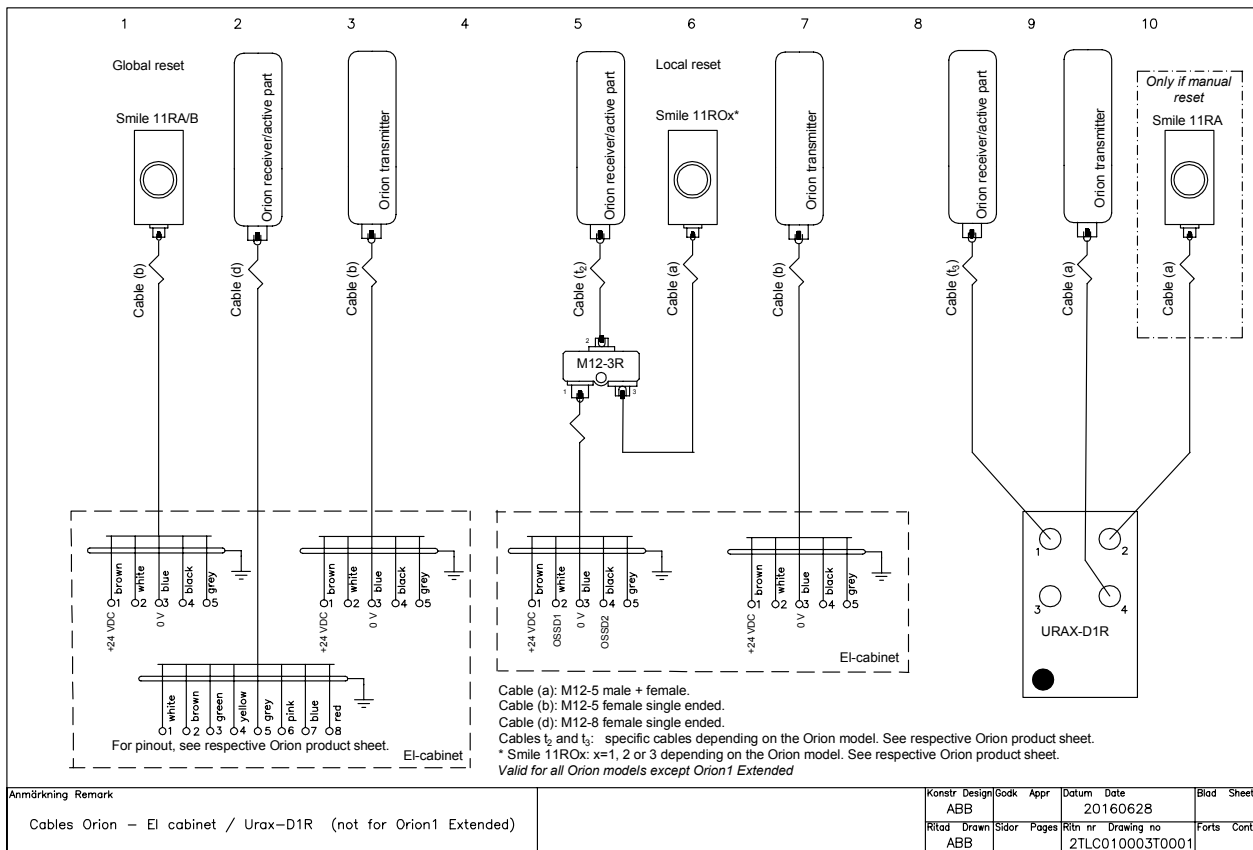 1 2 3 4 5 6 7 8 9 10
Global reset
Smile 11RA/B
Orion receiver/active part
Orion transmitter
Orion receiver/active part
Local reset
Smile 11ROx*
Orion transmitter
Orion receiver/active part
Orion transmitter
Only if manual
reset
Smile 11RA
Cable (b)
Cable (d)
Cable (b)
Cable (t2)
Cable (a)
Cable (b)
Cable (t3)
Cable (a)
Cable (a)
2
M12-3R
1 3
brown white blue black grey
1 2 3 4 5
+24 VDC 0 V
brown white blue black grey
1 2 3 4 5
+24 VDC 0 V
white brown green yellow grey pink blue red
1 2 3 4 5 6 7 8
For pinout, see respective Orion product sheet.
El-cabinet
brown white blue black grey
1 2 3 4 5
+24 VDC OSSD1 0 V OSSD2
brown white blue black grey
1 2 3 4 5
+24 VDC 0 V
El-cabinet
1 2
3 4
URAX-D1R
Cable (a): M12-5 male + female.
Cable (b): M12-5 female single ended.
Cable (d): M12-8 female single ended.
Cables t2 and t3: specific cables depending on the Orion model. See respective Orion product sheet.
* Smile 11ROx: x=1, 2 or 3 depending on the Orion model. See respective Orion product sheet.
Valid for all Orion models except Orion1 Extended
Anmärkning Remark
Cables Orion – El cabinet / Urax–D1R (not for Orion1 Extended)
Konstr Design Godk Appr Datum Date Blad Sheet
ABB 20160628
Ritad Drawn Sidor Pages Ritn nr Drawing no Forts Cont
ABB 2TLC010003T0001